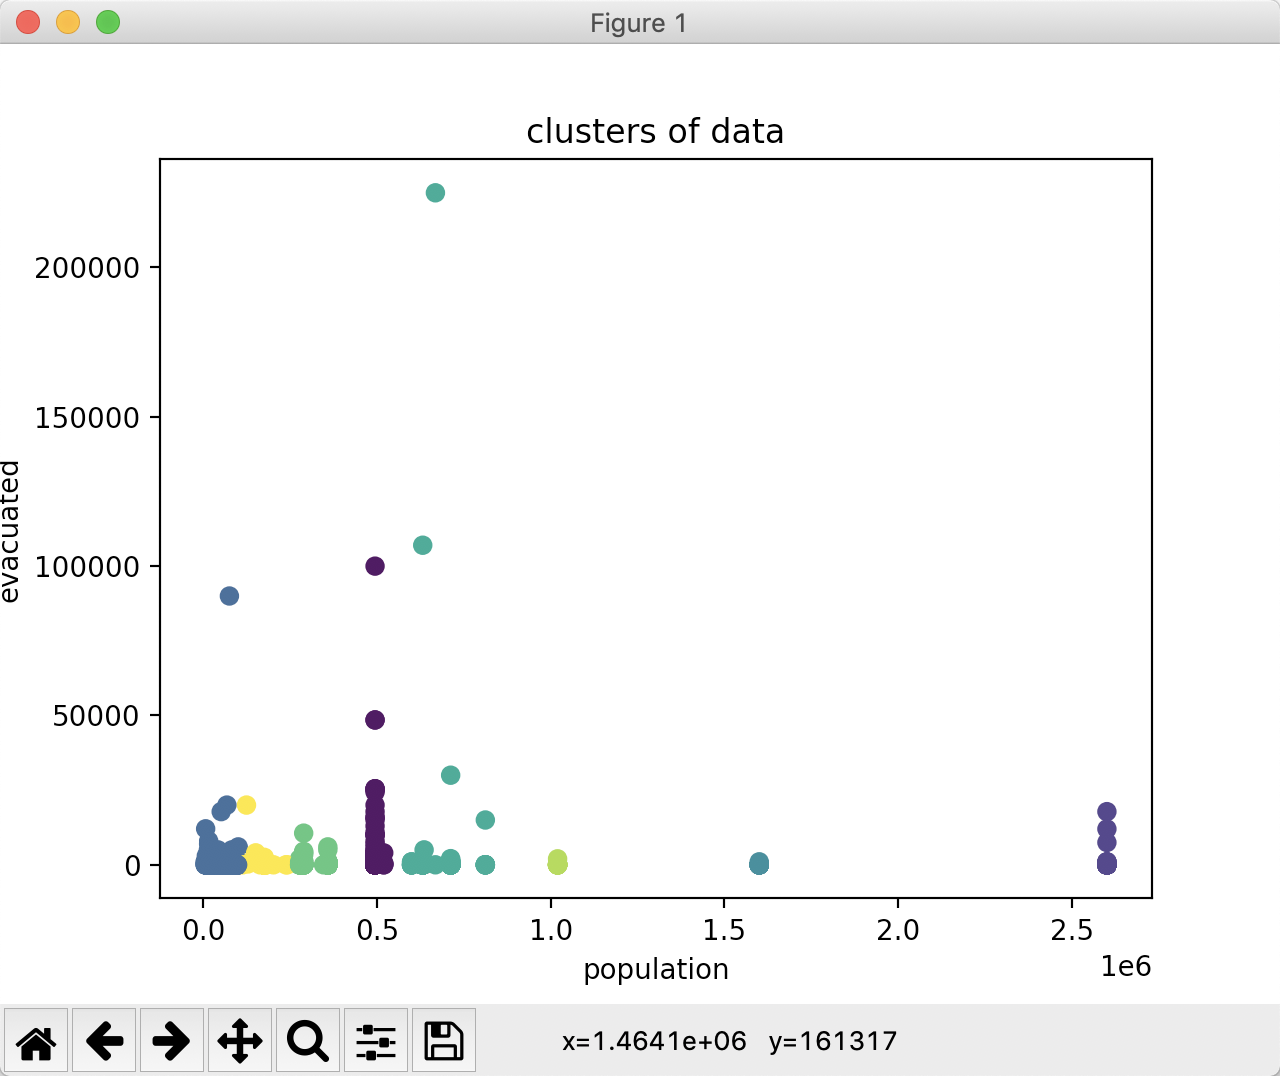 Figure 1
clusters of data
200000
150000
100000
50000
0
evacuated
0.0 0.5 1.0 1.5 2.0 2.5
1e6
population
x=1.4641e+06 y=161317